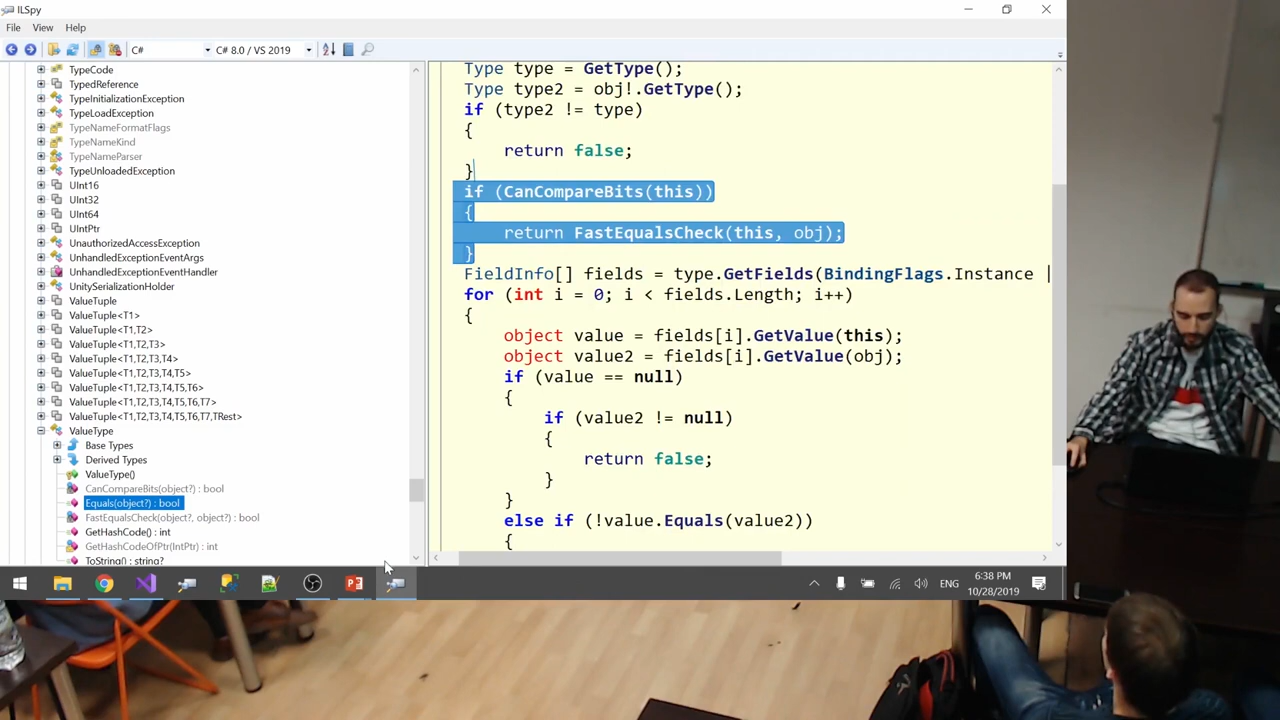 ILSpy
File View Help
C# C# 8.0 / VS 2019
TypeCode
TypedReference
TypeInitializationException
TypeLoadException
TypeNameFormatFlags
TypeNameKind
TypeNameParser
TypeUnloadedException
UInt16
UInt32
UInt64
UIntPtr
UnauthorizedAccessException
UnhandledExceptionEventArgs
UnhandledExceptionEventHandler
UnitySerializationHolder
ValueTuple
ValueTuple<T1>
ValueTuple<T1,T2>
ValueTuple<T1,T2,T3>
ValueTuple<T1,T2,T3,T4>
ValueTuple<T1,T2,T3,T4,T5>
ValueTuple<T1,T2,T3,T4,T5,T6>
ValueTuple<T1,T2,T3,T4,T5,T6,T7>
ValueTuple<T1,T2,T3,T4,T5,T6,T7,TRest>
ValueType
Base Types
Derived Types
ValueType()
CanCompareBits(object?) : bool
Equals(object?) : bool
FastEqualsCheck(object?, object?) : bool
GetHashCode() : int
GetHashCodeOfPtr(IntPtr) : int
ToString() : string?
Type type = GetType();
Type type2 = obj!.GetType();
if (type2 != type)
{
return false;
}
if (CanCompareBits(this))
{
return FastEqualsCheck(this, obj);
}
FieldInfo[] fields = type.GetFields(BindingFlags.Instance |
for (int i = 0; i < fields.Length; i++)
{
object value = fields[i].GetValue(this);
object value2 = fields[i].GetValue(obj);
if (value == null)
{
if (value2 != null)
{
return false;
}
}
else if (!value.Equals(value2))
{
ENG
6:38 PM
10/28/2019